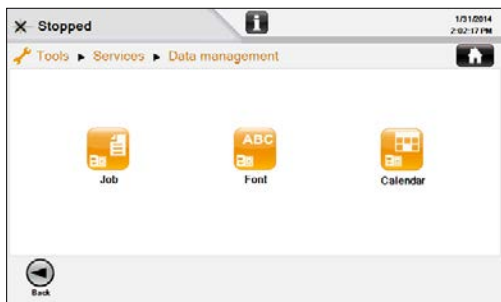 Stopped
1/31/2014
2:02:17 PM
Tools ▶ Services ▶ Data management
ABC
Job
Font
Calendar
Back